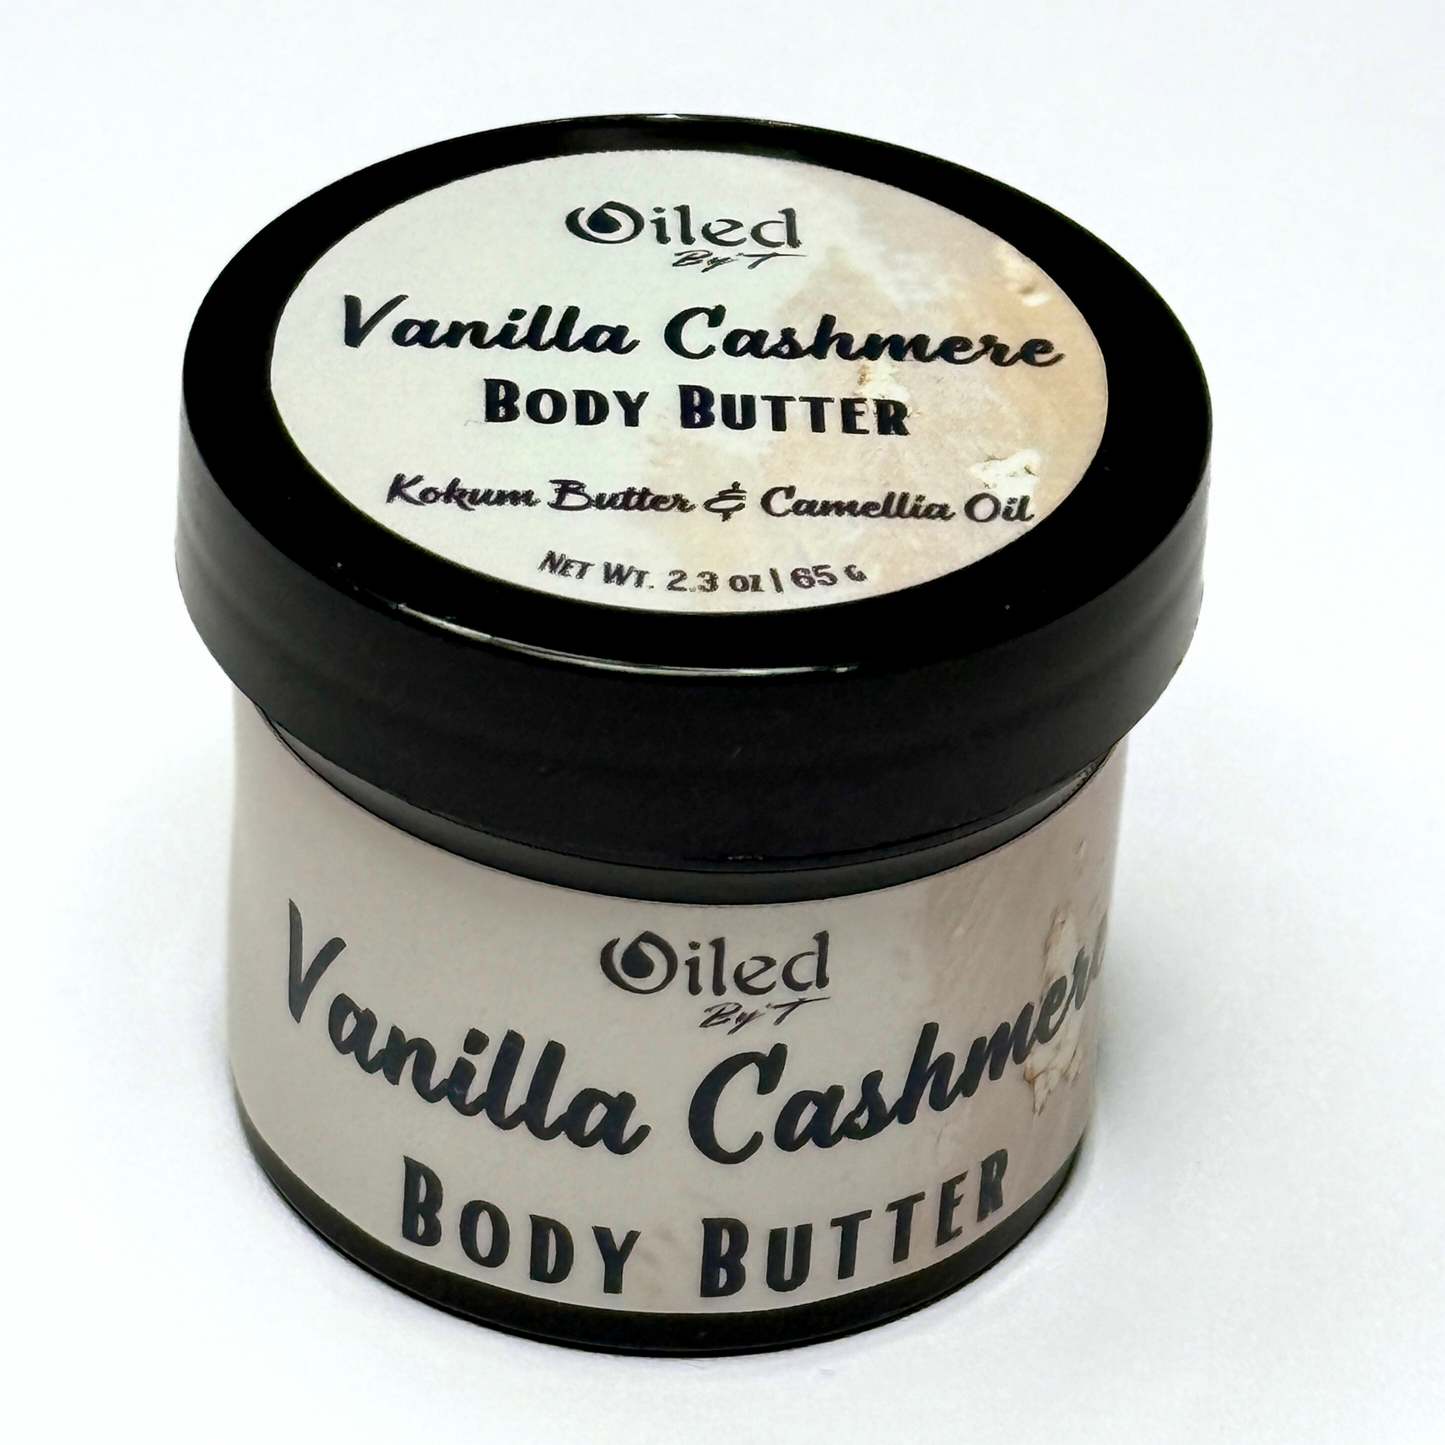 Oiled
By T
Vanilla Cashmere
Body Butter
Kokum Butter & Camellia Oil
Net Wt. 2.3 oz | 65 g
Oiled
By T
Vanilla Cashmere
Body Butter